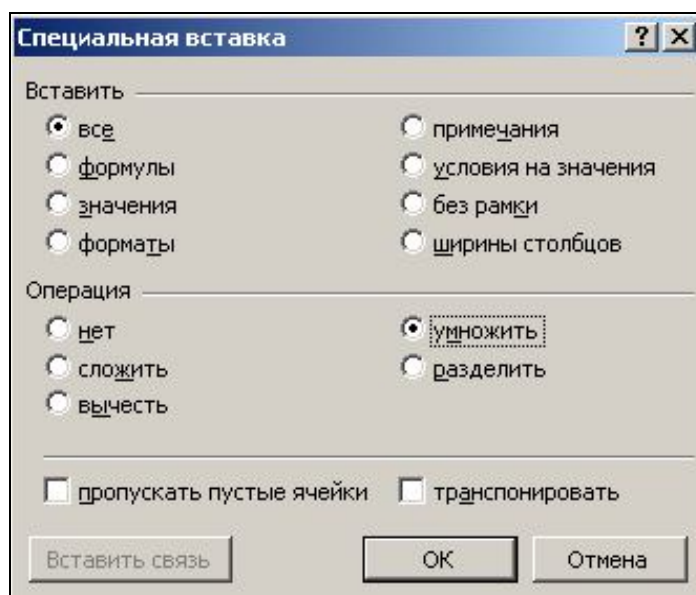 Специальная вставка
Вставить
все
примечания
формулы
условия на значения
значения
без рамки
форматы
ширины столбцов
Операция
нет
умножить
сложить
разделить
вычесть
пропускать пустые ячейки
транспонировать
Вставить связь
ОК
Отмена